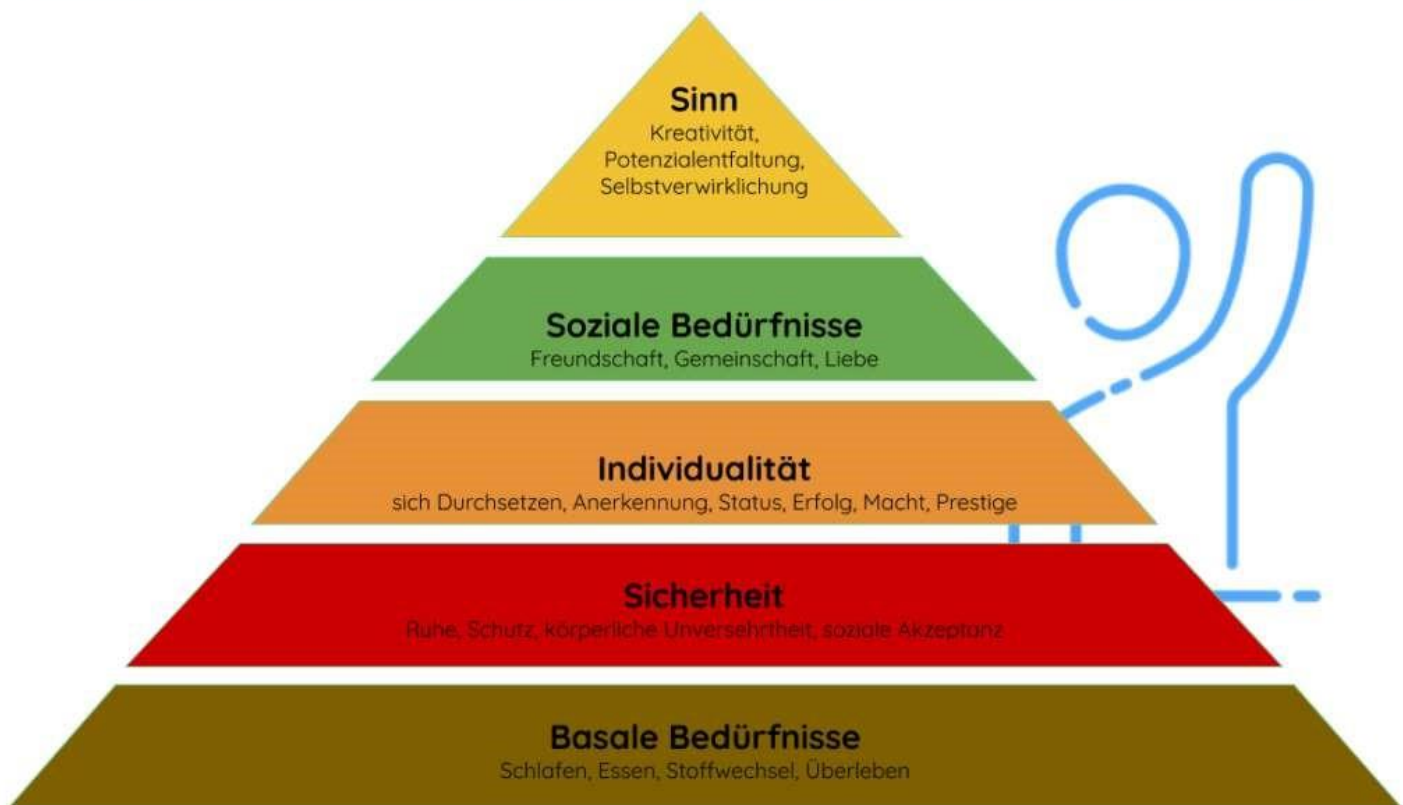 Sinn
Kreativität,
Potenzialentfaltung,
Selbstverwirklichung
Soziale Bedürfnisse
Freundschaft, Gemeinschaft, Liebe
Individualität
sich Durchsetzen, Anerkennung, Status, Erfolg, Macht, Prestige
Sicherheit
Ruhe, Schutz, körperliche Unversehrtheit, soziale Akzeptanz
Basale Bedürfnisse
Schlafen, Essen, Stoffwechsel, Überleben